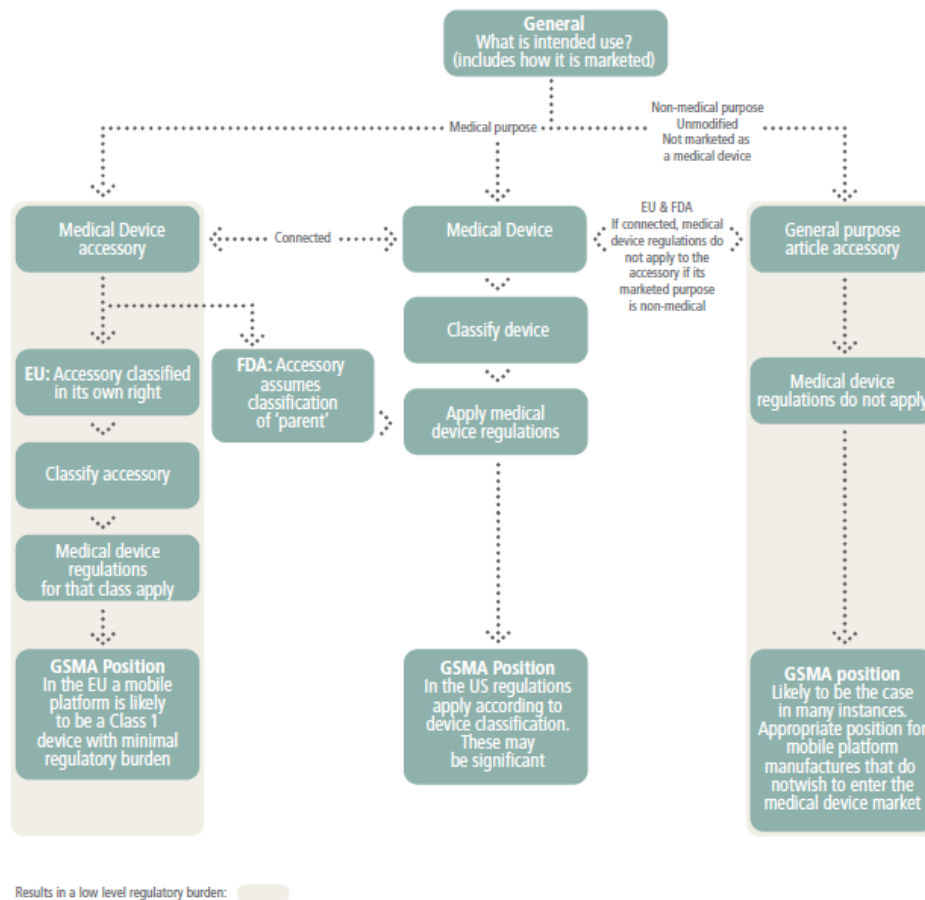 General
What is intended use?
(includes how it is marketed)
Medical purpose
Non-medical purpose
Unmodified
Not marketed as
a medical device
Medical Device
accessory
Connected
Medical Device
EU & FDA
If connected, medical
device regulations do
not apply to the
accessory if its
marketed purpose
is non-medical
General purpose
article accessory
Classify device
EU: Accessory classified
in its own right
FDA: Accessory
assumes
classification
of ‘parent’
Apply medical
device regulations
Medical device
regulations do not apply
Classify accessory
Medical device
regulations
for that class apply
GSMA Position
In the EU a mobile
platform is likely
to be a Class 1
device with minimal
regulatory burden
GSMA Position
In the US regulations
apply according to
device classification.
These may
be significant
GSMA position
Likely to be the case
in many instances.
Appropriate position for
mobile platform
manufactures that do
notwish to enter the
medical device market
Results in a low level regulatory burden: